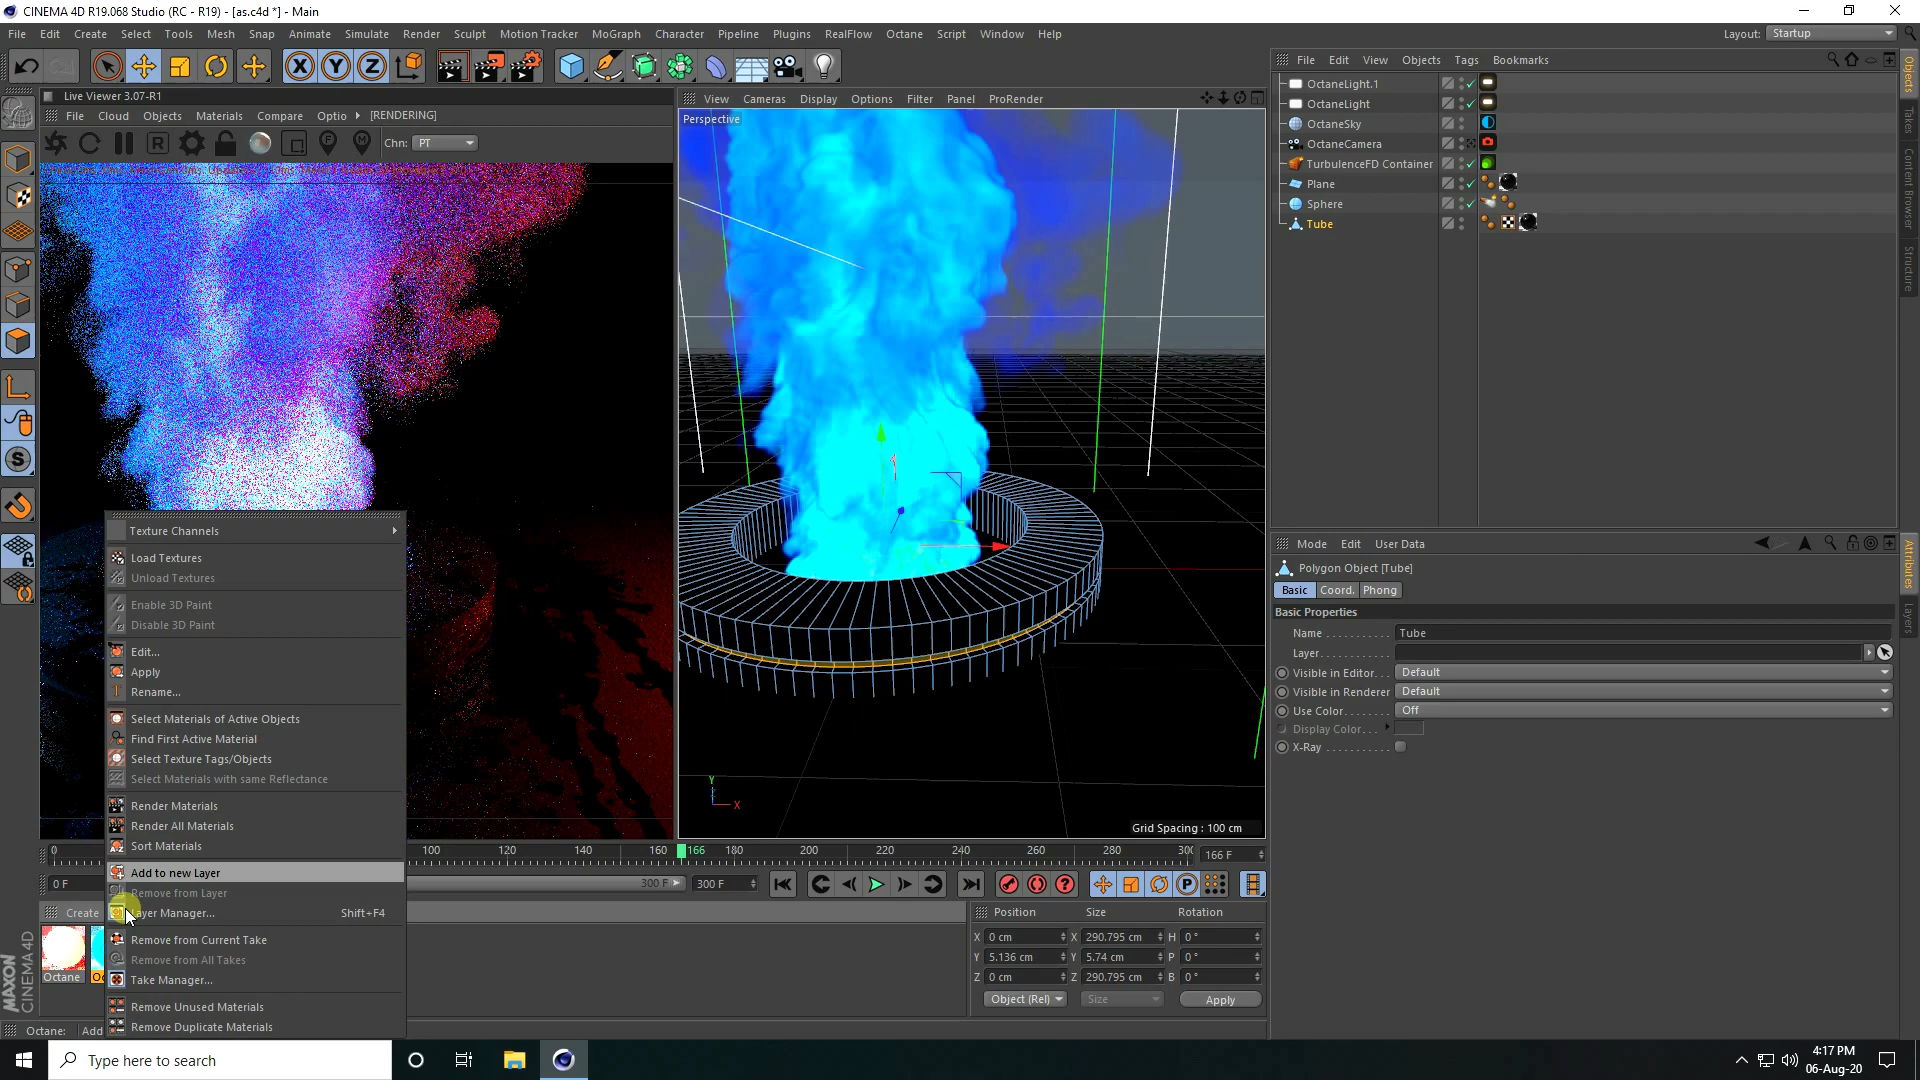 CINEMA 4D R19.068 Studio (RC - R19) - [as.c4d *] - Main
File Edit Create Select Tools Mesh Snap Animate Simulate Render Sculpt Motion Tracker MoGraph Character Pipeline Plugins RealFlow Octane Script Window Help
Layout: Startup
Live Viewer 3.07-R1
File Cloud Objects Materials Compare Optio [RENDERING]
Chn: PT
View Cameras Display Options Filter Panel ProRender
Perspective
Grid Spacing : 100 cm
Y
Z
X
File Edit View Objects Tags Bookmarks
OctaneLight.1
OctaneLight
OctaneSky
OctaneCamera
TurbulenceFD Container
Plane
Sphere
Tube
Objects
Takes
Content Browser
Structure
Mode Edit User Data
Polygon Object [Tube]
Basic Coord. Phong
Basic Properties
Name Tube
Layer
Visible in Editor Default
Visible in Renderer Default
Use Color Off
Display Color
X-Ray
Attributes
Layers
Texture Channels
Load Textures
Unload Textures
Enable 3D Paint
Disable 3D Paint
Edit...
Apply
Rename...
Select Materials of Active Objects
Find First Active Material
Select Texture Tags/Objects
Select Materials with same Reflectance
Render Materials
Render All Materials
Sort Materials
Add to new Layer
Remove from Layer
ayer Manager... Shift+F4
Remove from Current Take
Remove from All Takes
Take Manager...
Remove Unused Materials
Remove Duplicate Materials
0 100 120 140 160 166 180 200 220 240 260 280 30 166 F
0 F 300 F 300 F
Create
Octane Oc
MAXON
CINEMA 4D
Position Size Rotation
X 0 cm X 290.795 cm H 0 °
Y 5.136 cm Y 5.74 cm P 0 °
Z 0 cm Z 290.795 cm B 0 °
Object (Rel) Size Apply
Octane: Add
Type here to search
4:17 PM
06-Aug-20